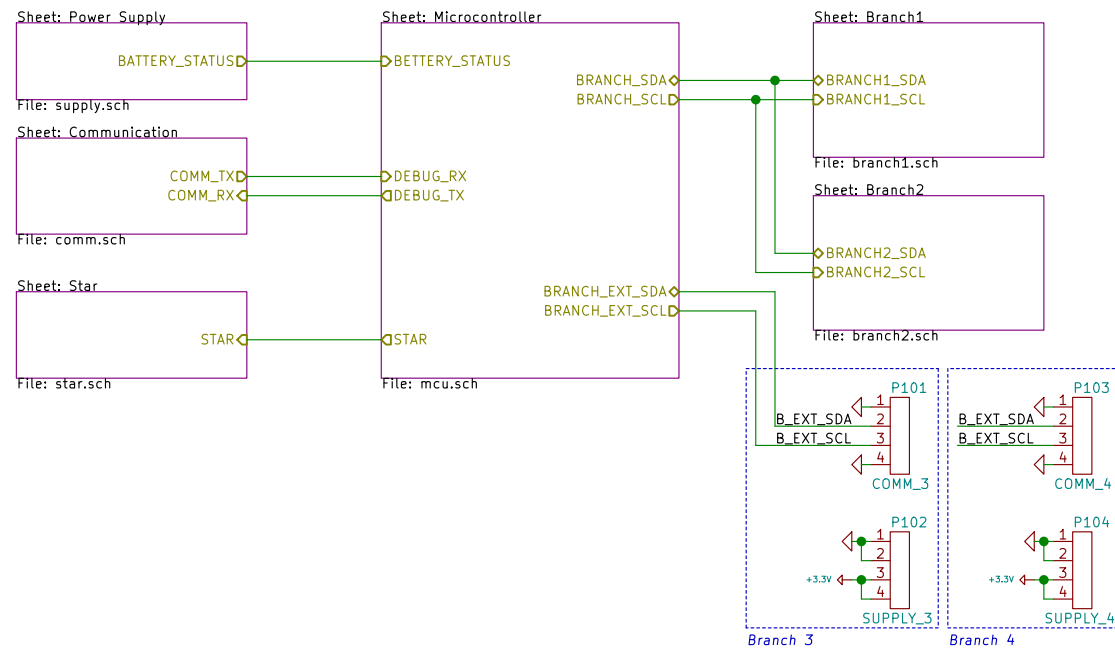 Sheet: Power Supply
BATTERY_STATUS
File: supply.sch
Sheet: Communication
COMM_TX
COMM_RX
File: comm.sch
Sheet: Star
STAR
File: star.sch
Sheet: Microcontroller
BETTERY_STATUS
BRANCH_SDA
BRANCH_SCL
DEBUG_RX
DEBUG_TX
BRANCH_EXT_SDA
BRANCH_EXT_SCL
STAR
File: mcu.sch
Sheet: Branch1
BRANCH1_SDA
BRANCH1_SCL
File: branch1.sch
Sheet: Branch2
BRANCH2_SDA
BRANCH2_SCL
File: branch2.sch
P101
1
B_EXT_SDA 2
B_EXT_SCL 3
4
COMM_3
P102
1
2
+3.3V 3
4
SUPPLY_3
Branch 3
P103
1
B_EXT_SDA 2
B_EXT_SCL 3
4
COMM_4
P104
1
2
+3.3V 3
4
SUPPLY_4
Branch 4